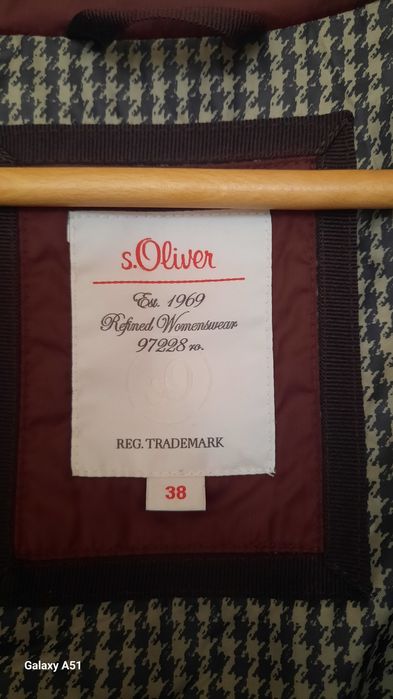 s.Oliver
Est. 1969
Refined Womenswear
97228 ro.
REG. TRADEMARK
38
Galaxy A51